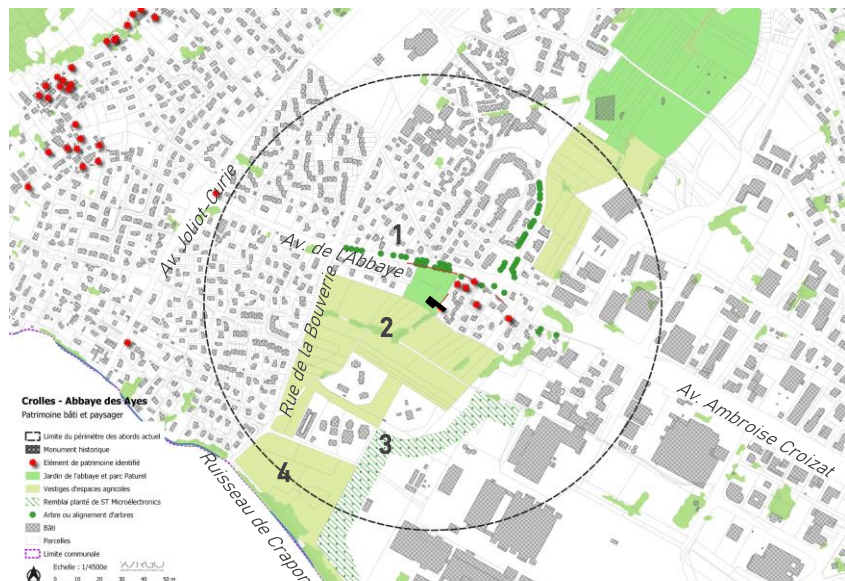 Av. Joliot-Curie
1
Av. de l'Abbaye
Rue de la Bouverie
2
Av. Ambroise Croizat
3
4
Ruisseau de Crapon
Crolles - Abbaye des Ayes
Patrimoine bâti et paysager
Limite du périmètre des abords actuel
Monument historique
Elément de patrimoine identifié
Jardin de l'abbaye et parc Paturel
Vestiges d'espaces agricoles
Remblai planté de ST Microélectronics
Arbre ou alignement d'arbres
Bâti
Parcelles
Limite communale
Echelle : 1/4500e
0 10 20 30 40 50 m